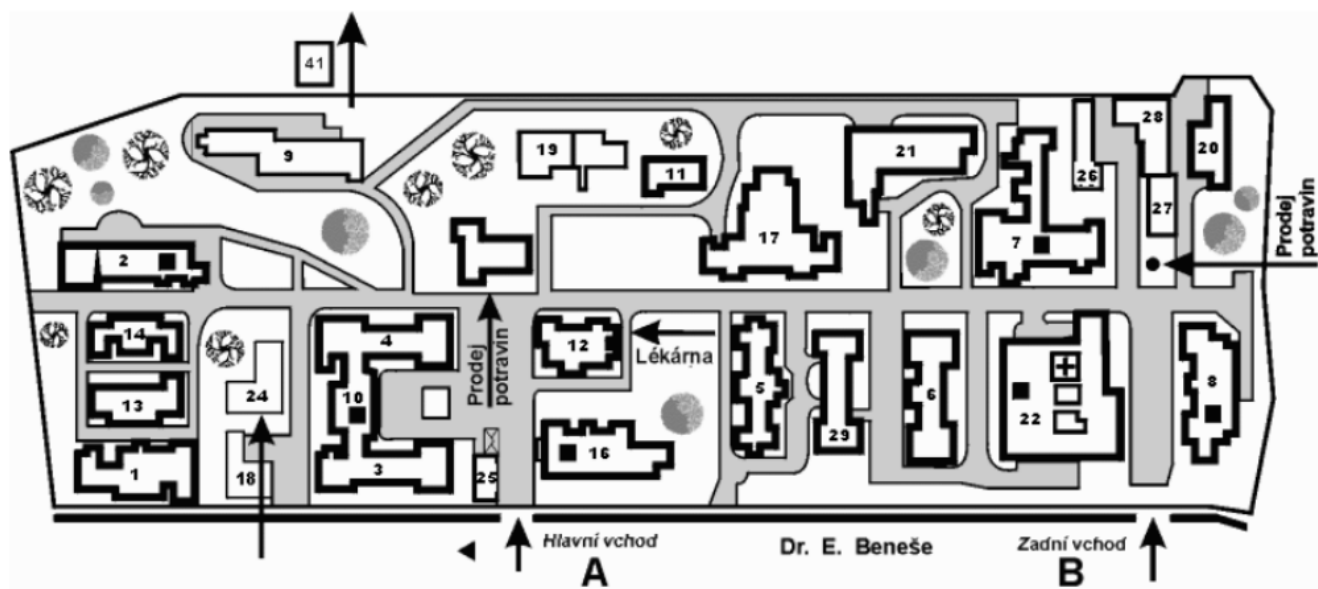 41
9
19
11
21
28
20
26
27
7
17
2
Prodej
potravin
14
4
12
Lékárna
Prodej
potravin
5
24
10
13
6
8
22
29
16
1
18
3
25
Hlavní vchod
A
Dr. E. Beneše
Zadní vchod
B